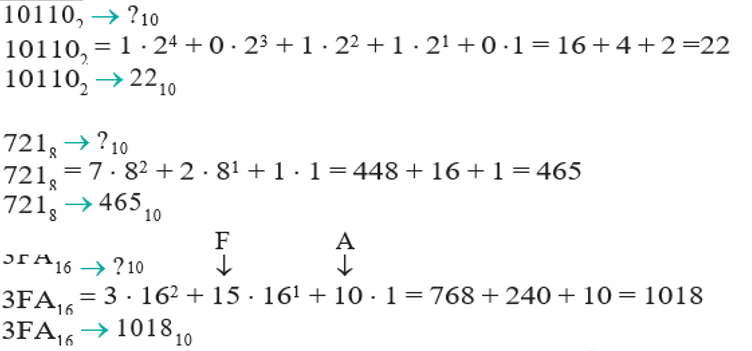 10110₂ → ?₁₀
10110₂ = 1 · 2⁴ + 0 · 2³ + 1 · 2² + 1 · 2¹ + 0 · 1 = 16 + 4 + 2 =22
10110₂ → 22₁₀
721₈ → ?₁₀
721₈ = 7 · 8² + 2 · 8¹ + 1 · 1 = 448 + 16 + 1 = 465
721₈ → 465₁₀
F A
3FA₁₆ → ?₁₀ ↓ ↓
3FA₁₆ = 3 · 16² + 15 · 16¹ + 10 · 1 = 768 + 240 + 10 = 1018
3FA₁₆ → 1018₁₀